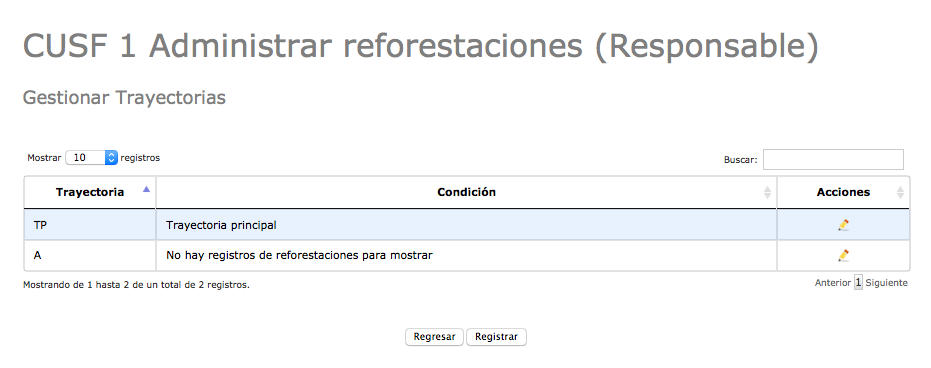 CUSF 1 Administrar reforestaciones (Responsable)
Gestionar Trayectorias
Mostrar 10 registros Buscar:
Trayectoria Condición Acciones
TP Trayectoria principal
A No hay registros de reforestaciones para mostrar
Mostrando de 1 hasta 2 de un total de 2 registros. Anterior 1 Siguiente
Regresar Registrar